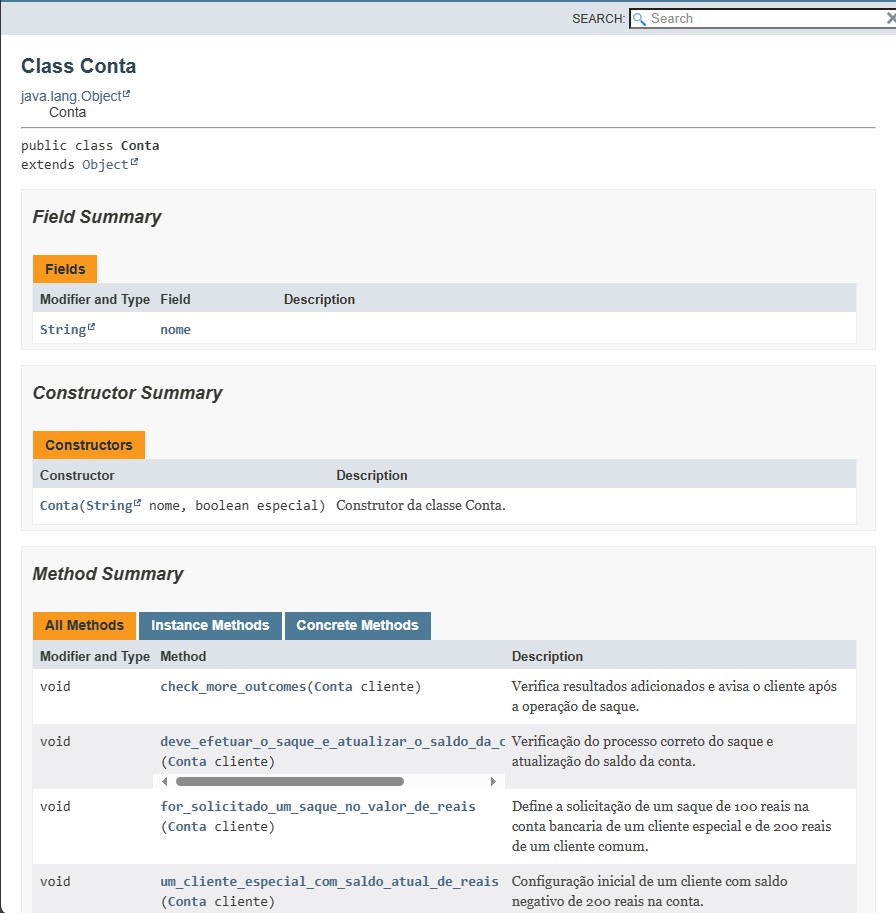 SEARCH: Search
Class Conta
java.lang.Object
Conta
public class Conta
extends Object
Field Summary
Fields
Modifier and Type Field Description
String nome
Constructor Summary
Constructors
Constructor Description
Conta(String nome, boolean especial) Construtor da classe Conta.
Method Summary
All Methods Instance Methods Concrete Methods
Modifier and Type Method Description
void check_more_outcomes(Conta cliente) Verifica resultados adicionados e avisa o cliente após
a operação de saque.
void deve_efetuar_o_saque_e_atualizar_o_saldo_da_c Verificação do processo correto do saque e
(Conta cliente) atualização do saldo da conta.
void for_solicitado_um_saque_no_valor_de_reais Define a solicitação de um saque de 100 reais na
(Conta cliente) conta bancaria de um cliente especial e de 200 reais
de um cliente comum.
void um_cliente_especial_com_saldo_atual_de_reais Configuração inicial de um cliente com saldo
(Conta cliente) negativo de 200 reais na conta.